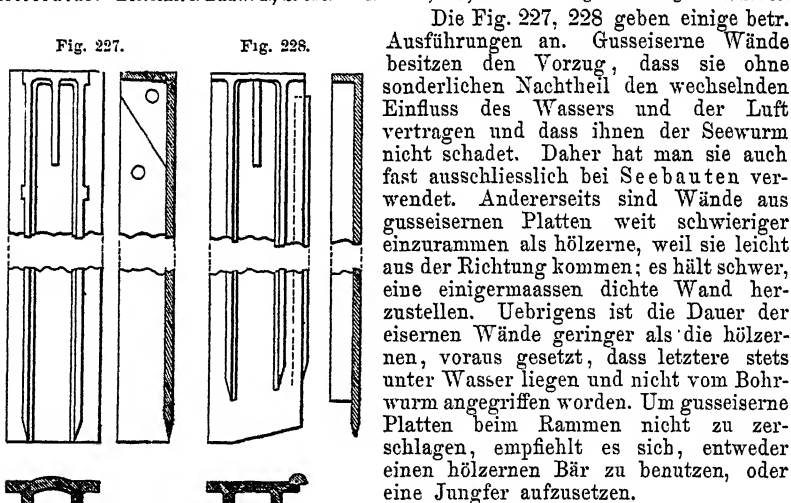 Die Fig. 227, 228 geben einige betr.
Fig. 227.
Fig. 228.
Ausführungen an. Gusseiserne Wände
besitzen den Vorzug, dass sie ohne
sonderlichen Nachtheil den wechselnden
Einfluss des Wassers und der Luft
vertragen und dass ihnen der Seewurm
nicht schadet. Daher hat man sie auch
fast ausschliesslich bei Seebauten ver-
wendet. Andererseits sind Wände aus
gusseisernen Platten weit schwieriger
einzurammen als hölzerne, weil sie leicht
aus der Richtung kommen; es hält schwer,
eine einigermaassen dichte Wand her-
zustellen. Uebrigens ist die Dauer der
eisernen Wände geringer als die hölzer-
nen, voraus gesetzt, dass letztere stets
unter Wasser liegen und nicht vom Bohr-
wurm angegriffen worden. Um gusseiserne
Platten beim Rammen nicht zu zer-
schlagen, empfiehlt es sich, entweder
einen hölzernen Bär zu benutzen, oder
eine Jungfer aufzusetzen.